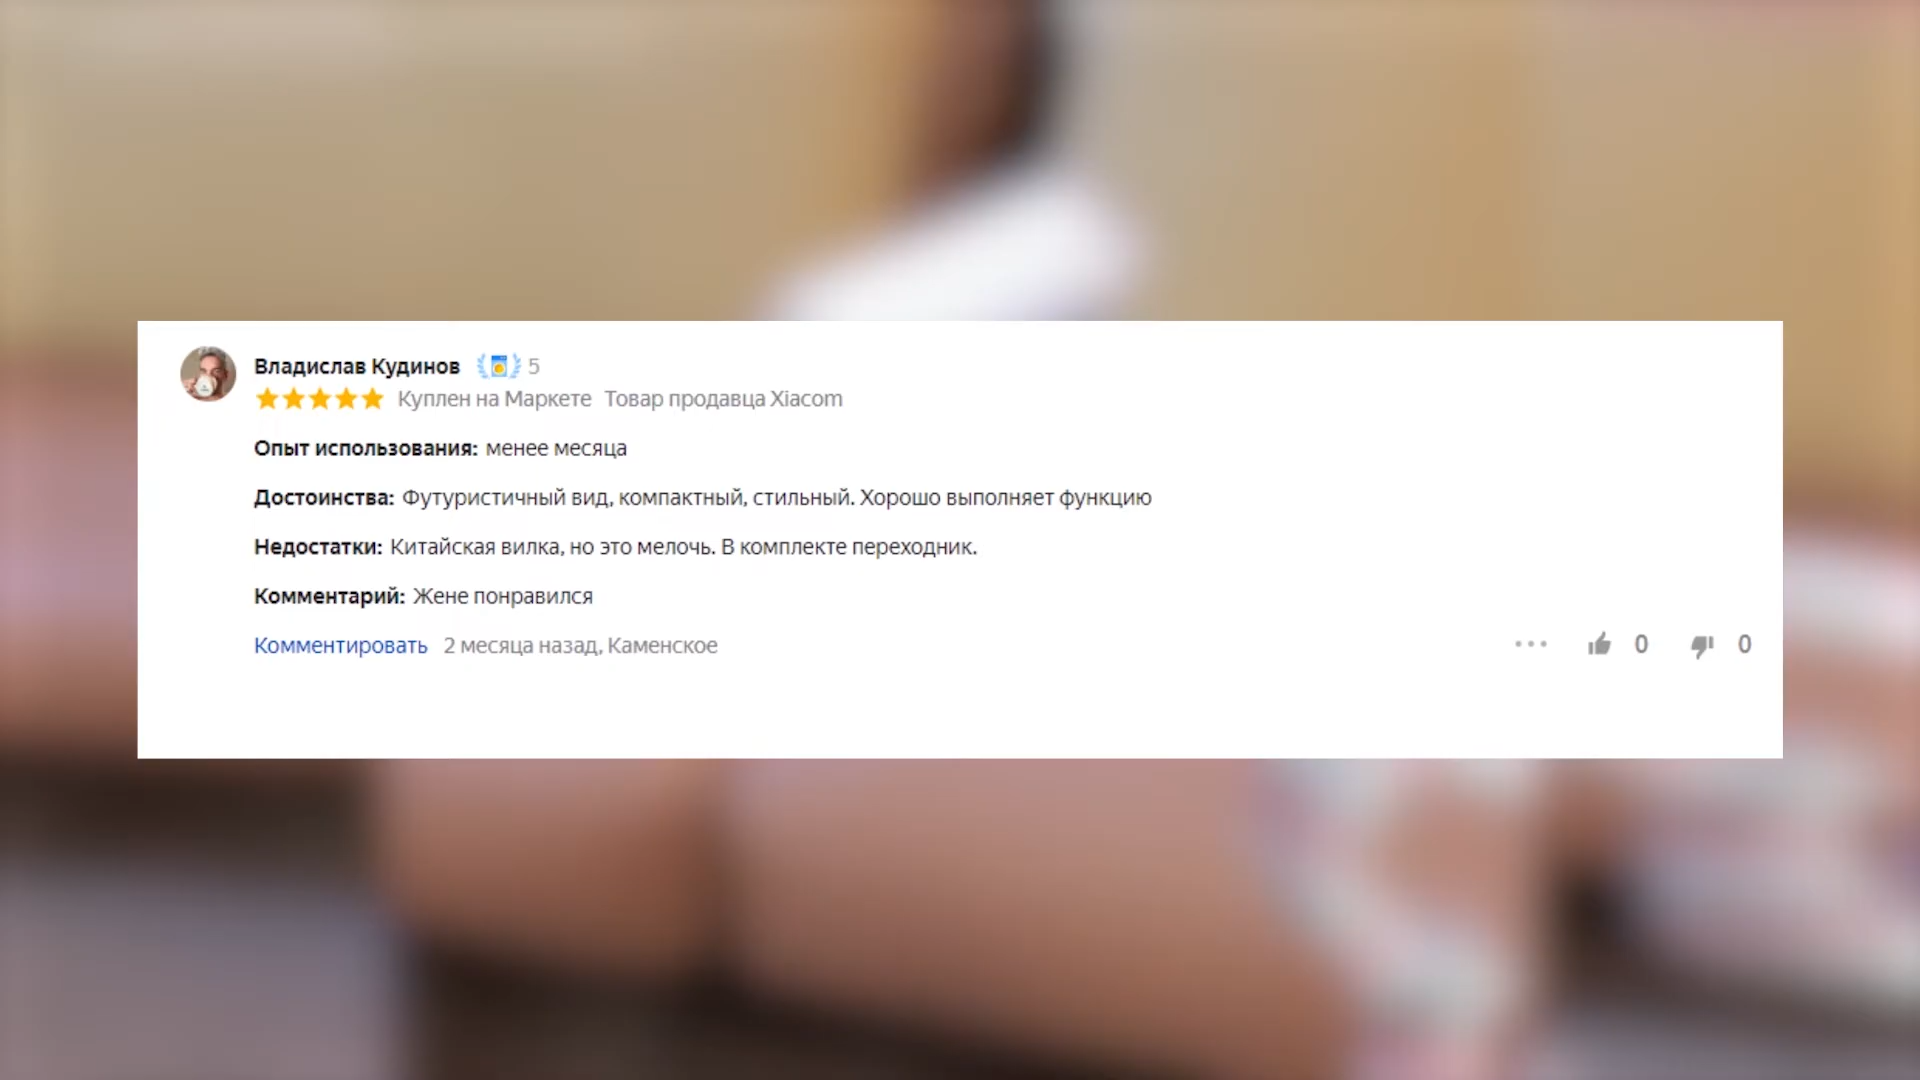 Владислав Кудинов 5
Куплен на Маркете Товар продавца Xiacom
Опыт использования: менее месяца
Достоинства: Футуристичный вид, компактный, стильный. Хорошо выполняет функцию
Недостатки: Китайская вилка, но это мелочь. В комплекте переходник.
Комментарий: Жене понравился
Комментировать 2 месяца назад, Каменское 0 0